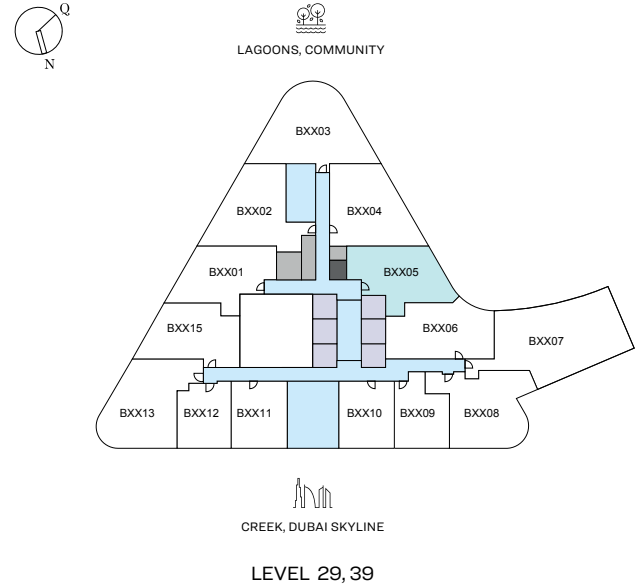 Q
N
LAGOONS, COMMUNITY
BXX03
BXX02
BXX04
BXX01
BXX05
BXX15
BXX06
BXX07
BXX13
BXX12
BXX11
BXX10
BXX09
BXX08
CREEK, DUBAI SKYLINE
LEVEL 29, 39